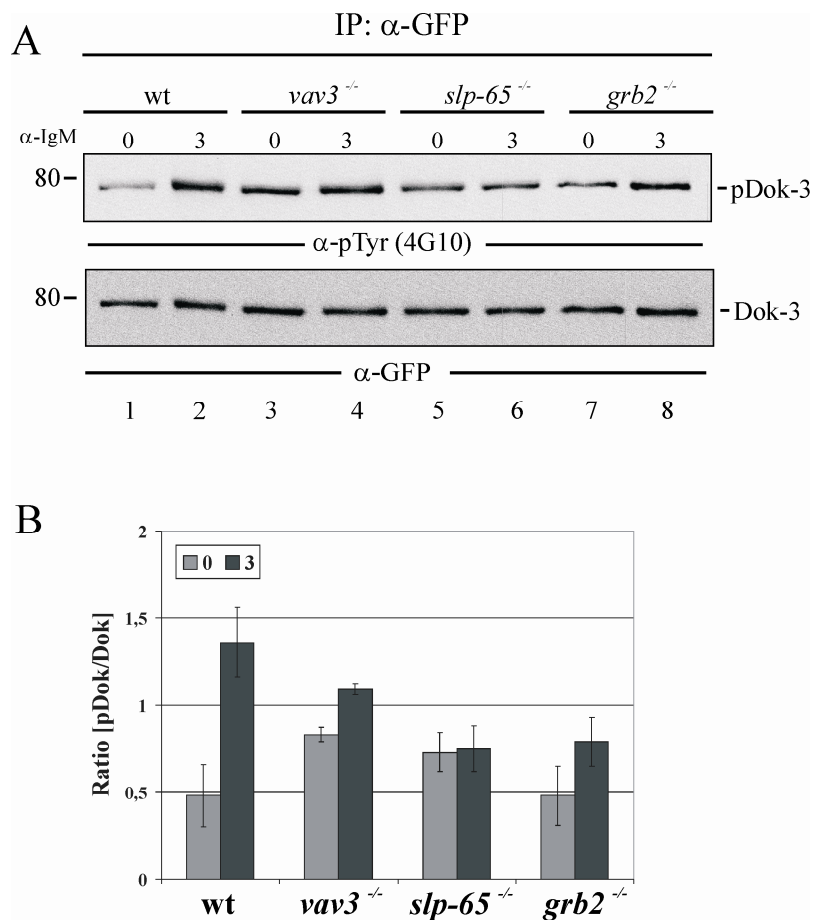 A
IP: α-GFP
wt vav3 -/- slp-65 -/- grb2 -/-
α-IgM 0 3 0 3 0 3 0 3
80 pDok-3
α-pTyr (4G10)
80 Dok-3
α-GFP
1 2 3 4 5 6 7 8
B
2
0 3
1,5
1
0,5
0
Ratio [pDok/Dok]
wt vav3 -/- slp-65 -/- grb2 -/-